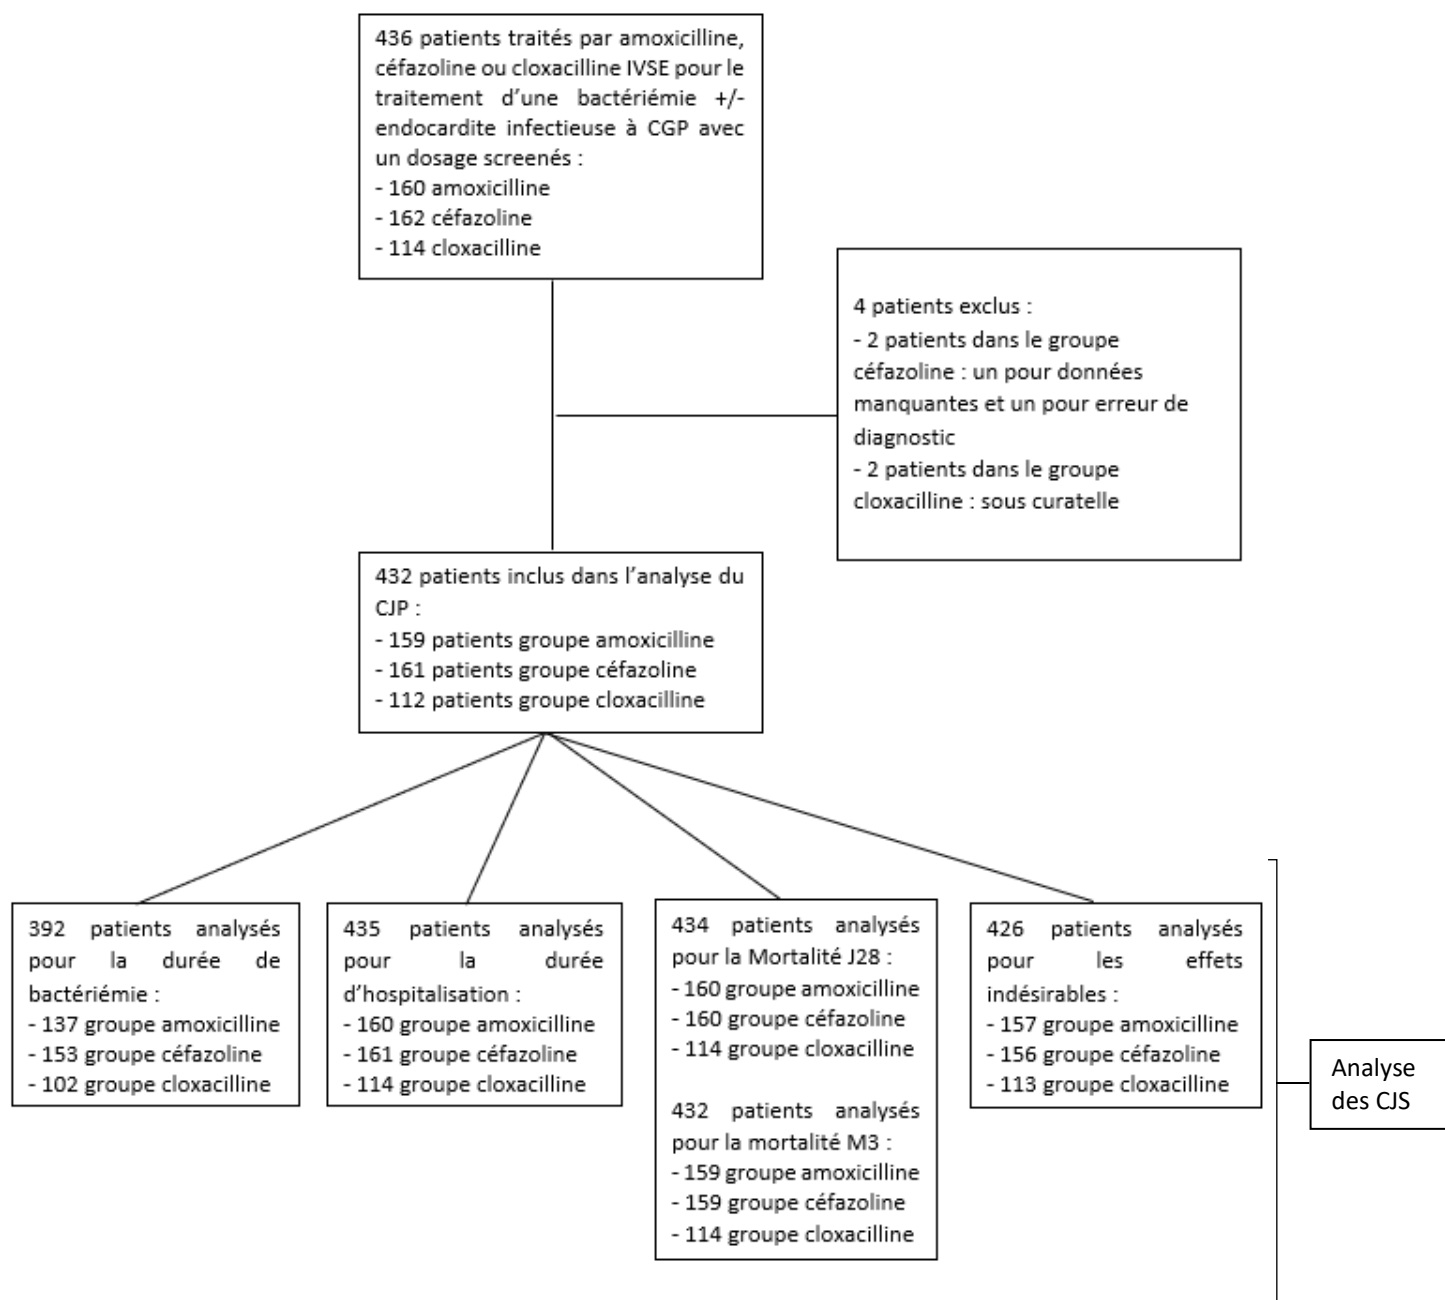 436 patients traités par amoxicilline,
céfazoline ou cloxacilline IVSE pour le
traitement d'une bactériémie +/-
endocardite infectieuse à CGP avec
un dosage screenés :
- 160 amoxicilline
- 162 céfazoline
- 114 cloxacilline
4 patients exclus :
- 2 patients dans le groupe
céfazoline : un pour données
manquantes et un pour erreur de
diagnostic
- 2 patients dans le groupe
cloxacilline : sous curatelle
432 patients inclus dans l'analyse du
CJP :
- 159 patients groupe amoxicilline
- 161 patients groupe céfazoline
- 112 patients groupe cloxacilline
392 patients analysés
pour la durée de
bactériémie :
- 137 groupe amoxicilline
- 153 groupe céfazoline
- 102 groupe cloxacilline
435 patients analysés
pour la durée
d'hospitalisation :
- 160 groupe amoxicilline
- 161 groupe céfazoline
- 114 groupe cloxacilline
434 patients analysés
pour la Mortalité J28 :
- 160 groupe amoxicilline
- 160 groupe céfazoline
- 114 groupe cloxacilline
432 patients analysés
pour la mortalité M3 :
- 159 groupe amoxicilline
- 159 groupe céfazoline
- 114 groupe cloxacilline
426 patients analysés
pour les effets
indésirables :
- 157 groupe amoxicilline
- 156 groupe céfazoline
- 113 groupe cloxacilline
Analyse
des CJS